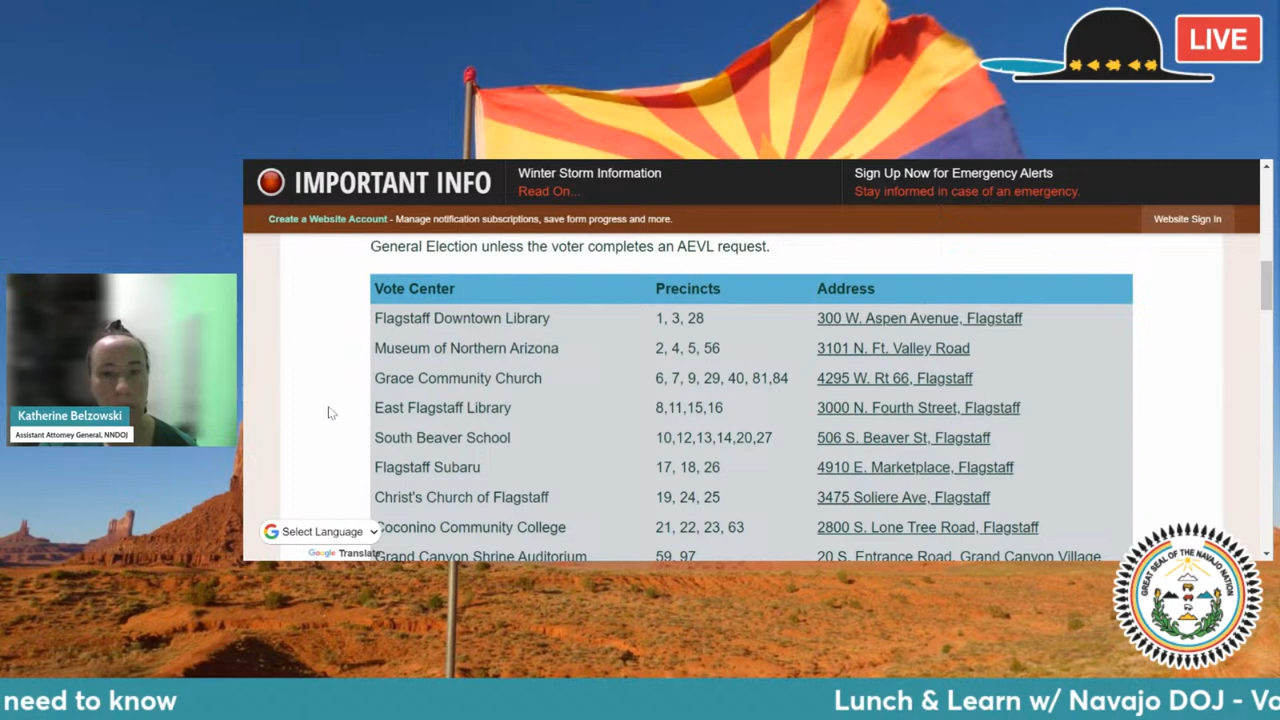 LIVE
IMPORTANT INFO
Winter Storm Information
Read On...
Sign Up Now for Emergency Alerts
Stay informed in case of an emergency.
Create a Website Account - Manage notification subscriptions, save form progress and more.
Website Sign In
General Election unless the voter completes an AEVL request.
Vote Center Precincts Address
Flagstaff Downtown Library 1, 3, 28 300 W. Aspen Avenue, Flagstaff
Museum of Northern Arizona 2, 4, 5, 56 3101 N. Ft. Valley Road
Grace Community Church 6, 7, 9, 29, 40, 81,84 4295 W. Rt 66, Flagstaff
East Flagstaff Library 8,11,15,16 3000 N. Fourth Street, Flagstaff
South Beaver School 10,12,13,14,20,27 506 S. Beaver St, Flagstaff
Flagstaff Subaru 17, 18, 26 4910 E. Marketplace, Flagstaff
Christ's Church of Flagstaff 19, 24, 25 3475 Soliere Ave, Flagstaff
Coconino Community College 21, 22, 23, 63 2800 S. Lone Tree Road, Flagstaff
Grand Canyon Shrine Auditorium 59, 97 20 S. Entrance Road, Grand Canyon Village
Select Language
Google Translate
Katherine Belzowski
Assistant Attorney General, NNDOJ
GREAT SEAL OF THE NAVAJO NATION
need to know
Lunch & Learn w/ Navajo DOJ - Vo